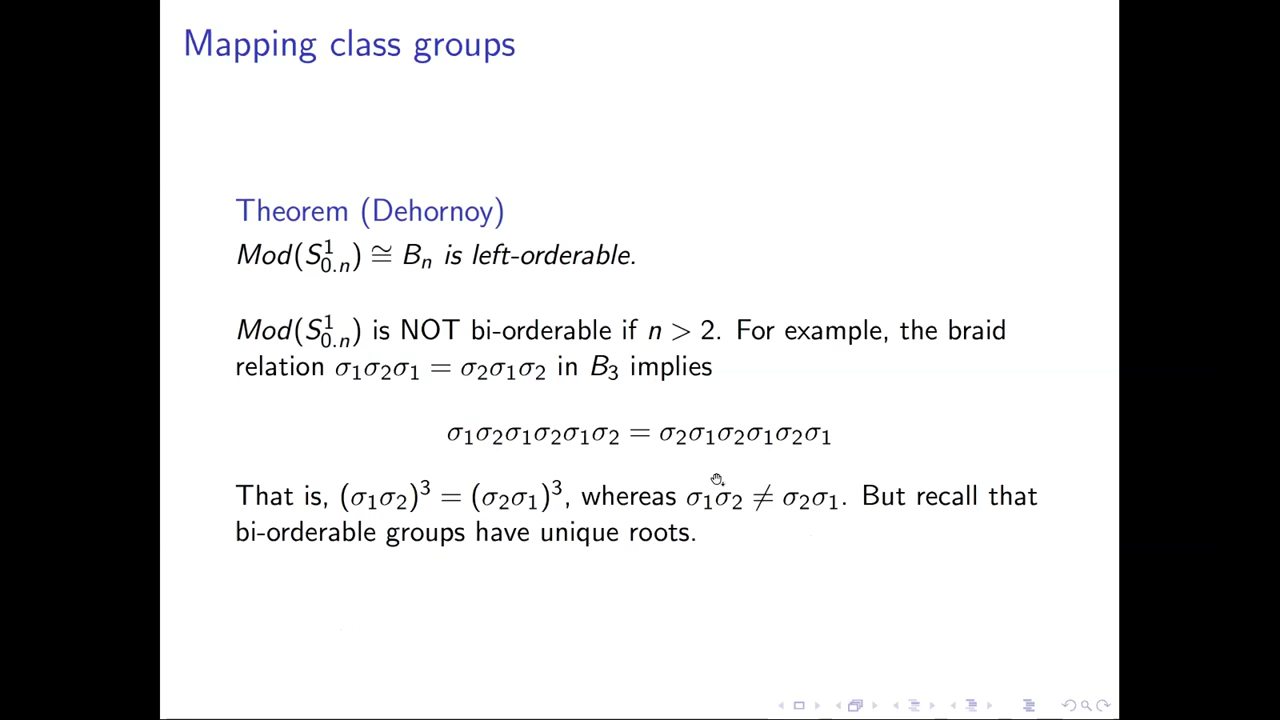 Mapping class groups
Theorem (Dehornoy)
Mod(S¹₀.ₙ) ≅ Bₙ is left-orderable.
Mod(S¹₀.ₙ) is NOT bi-orderable if n > 2. For example, the braid
relation σ₁σ₂σ₁ = σ₂σ₁σ₂ in B₃ implies
σ₁σ₂σ₁σ₂σ₁σ₂ = σ₂σ₁σ₂σ₁σ₂σ₁
That is, (σ₁σ₂)³ = (σ₂σ₁)³, whereas σ₁σ₂ ≠ σ₂σ₁. But recall that
bi-orderable groups have unique roots.